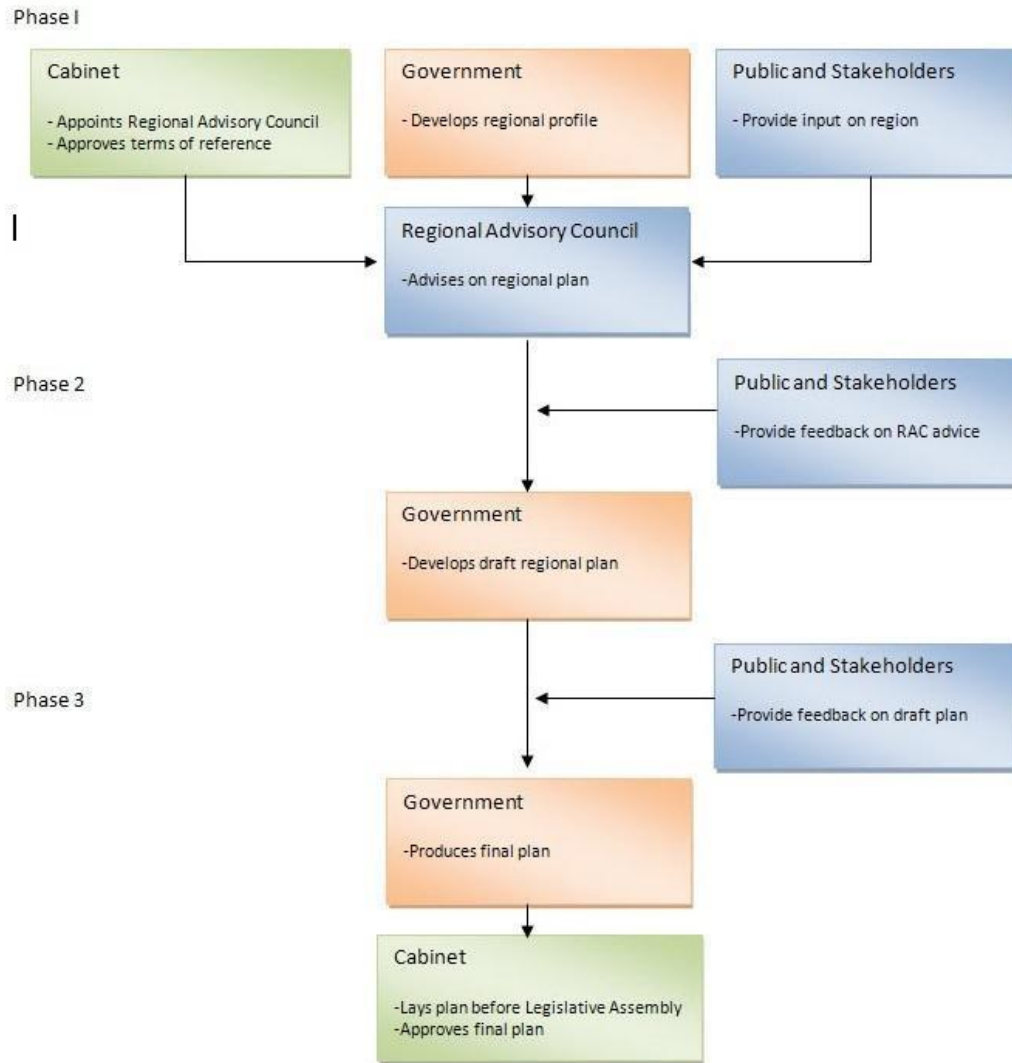 Phase I
Cabinet
- Appoints Regional Advisory Council
- Approves terms of reference
Government
- Develops regional profile
Public and Stakeholders
- Provide input on region
Regional Advisory Council
-Advises on regional plan
Phase 2
Public and Stakeholders
-Provide feedback on RAC advice
Government
-Develops draft regional plan
Phase 3
Public and Stakeholders
-Provide feedback on draft plan
Government
-Produces final plan
Cabinet
-Lays plan before Legislative Assembly
-Approves final plan